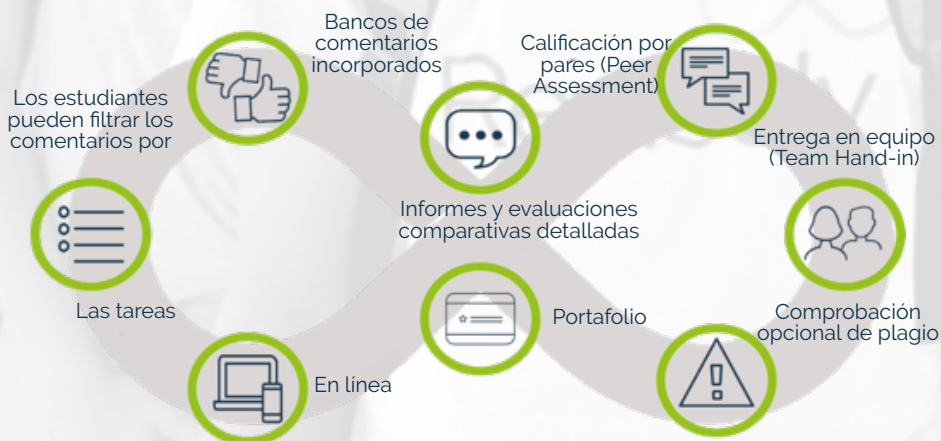 Bancos de
comentarios
incorporados
Calificación por
pares (Peer
Assessment)
Los estudiantes
pueden filtrar los
comentarios por
Entrega en equipo
(Team Hand-in)
Informes y evaluaciones
comparativas detalladas
Las tareas
Portafolio
Comprobación
opcional de plagio
En línea